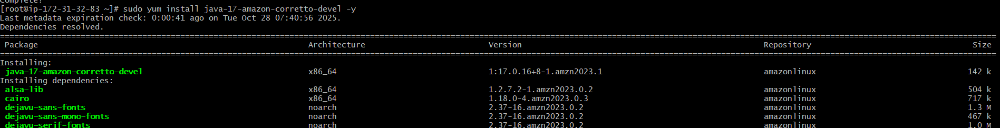 Complete!
[root@ip-172-31-32-83 ~]# sudo yum install java-17-amazon-corretto-devel -y
Last metadata expiration check: 0:00:41 ago on Tue Oct 28 07:40:56 2025.
Dependencies resolved.
Package Architecture Version Repository Size
Installing:
java-17-amazon-corretto-devel x86_64 1:17.0.16+8-1.amzn2023.1 amazonlinux 142 k
Installing dependencies:
alsa-lib x86_64 1.2.7.2-1.amzn2023.0.2 amazonlinux 504 k
cairo x86_64 1.18.0-4.amzn2023.0.3 amazonlinux 717 k
dejavu-sans-fonts noarch 2.37-16.amzn2023.0.2 amazonlinux 1.3 M
dejavu-sans-mono-fonts noarch 2.37-16.amzn2023.0.2 amazonlinux 467 k
dejavu-serif-fonts noarch 2.37-16.amzn2023.0.2 amazonlinux 1.0 M